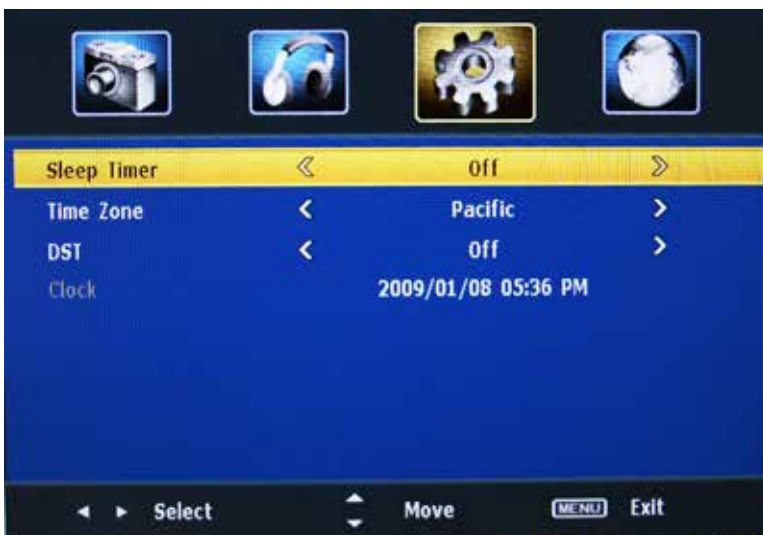 Sleep Timer Off
Time Zone Pacific
DST Off
Clock 2009/01/08 05:36 PM
Select Move MENU Exit